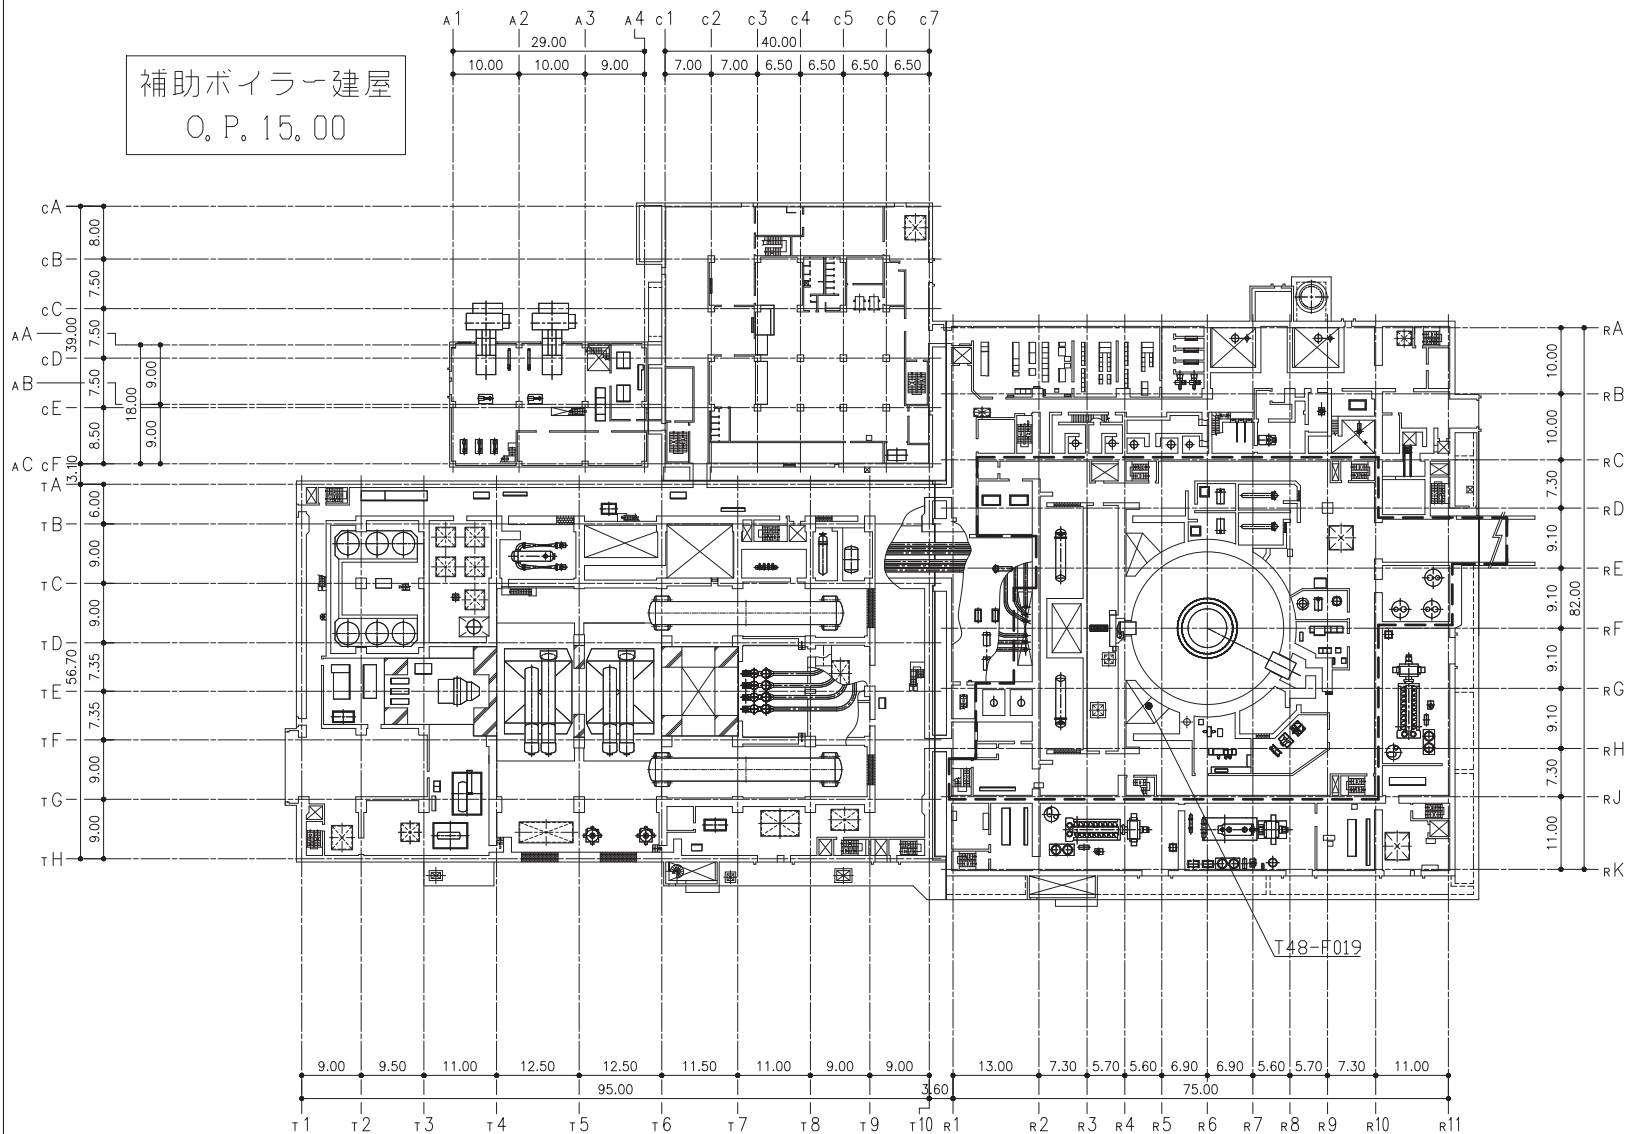 A1 A2 A3 A4 C1 C2 C3 C4 C5 C6 C7
29.00 40.00
10.00 10.00 9.00 7.00 7.00 6.50 6.50 6.50 6.50
補助ボイラー建屋
O. P. 15. 00
CA
8.00
CB
7.50
CC
AA
39.00
7.50
CD
AB
7.50
9.00
18.00
CE
8.50
9.00
AC CF
3.10
TA
6.00
TB
9.00
TC
9.00
TD
7.35
56.70
TE
7.35
TF
9.00
TG
9.00
TH
RA
10.00
RB
10.00
RC
7.30
RD
9.10
RE
9.10
82.00
RF
9.10
RG
9.10
RH
7.30
RJ
11.00
RK
T48-F019
9.00 9.50 11.00 12.50 12.50 11.50 11.00 9.00 9.00 13.00 7.30 5.70 5.60 6.90 6.90 5.60 5.70 7.30 11.00
95.00 3.60 75.00
T1 T2 T3 T4 T5 T6 T7 T8 T9 T10 R1 R2 R3 R4 R5 R6 R7 R8 R9 R10 R11